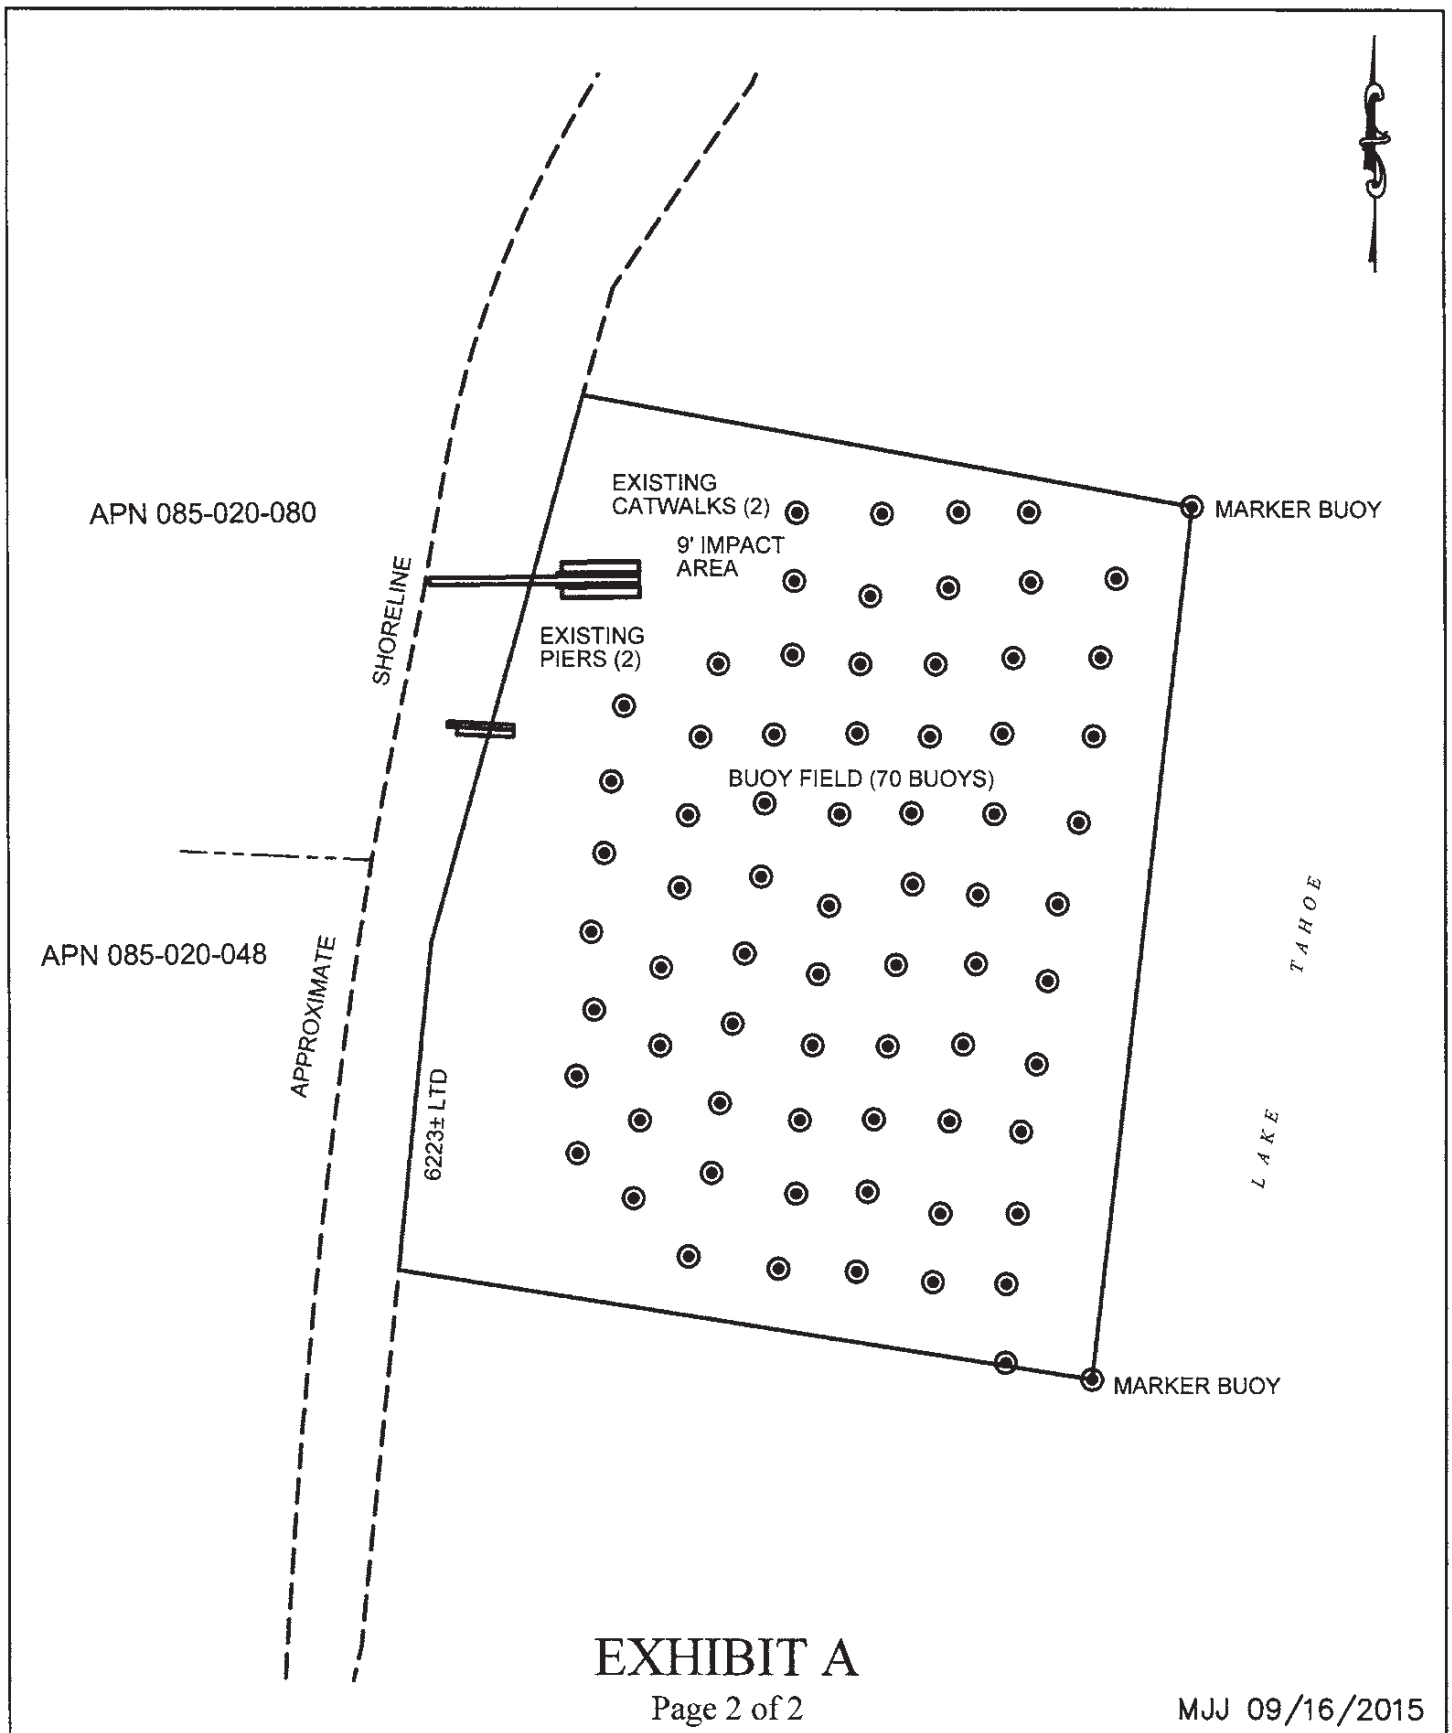 EXISTING
CATWALKS (2)
MARKER BUOY
APN 085-020-080
9' IMPACT
AREA
SHORELINE
EXISTING
PIERS (2)
BUOY FIELD (70 BUOYS)
LAKE TAHOE
APN 085-020-048
APPROXIMATE
6223± LTD
MARKER BUOY
EXHIBIT A
Page 2 of 2
MJJ 09/16/2015